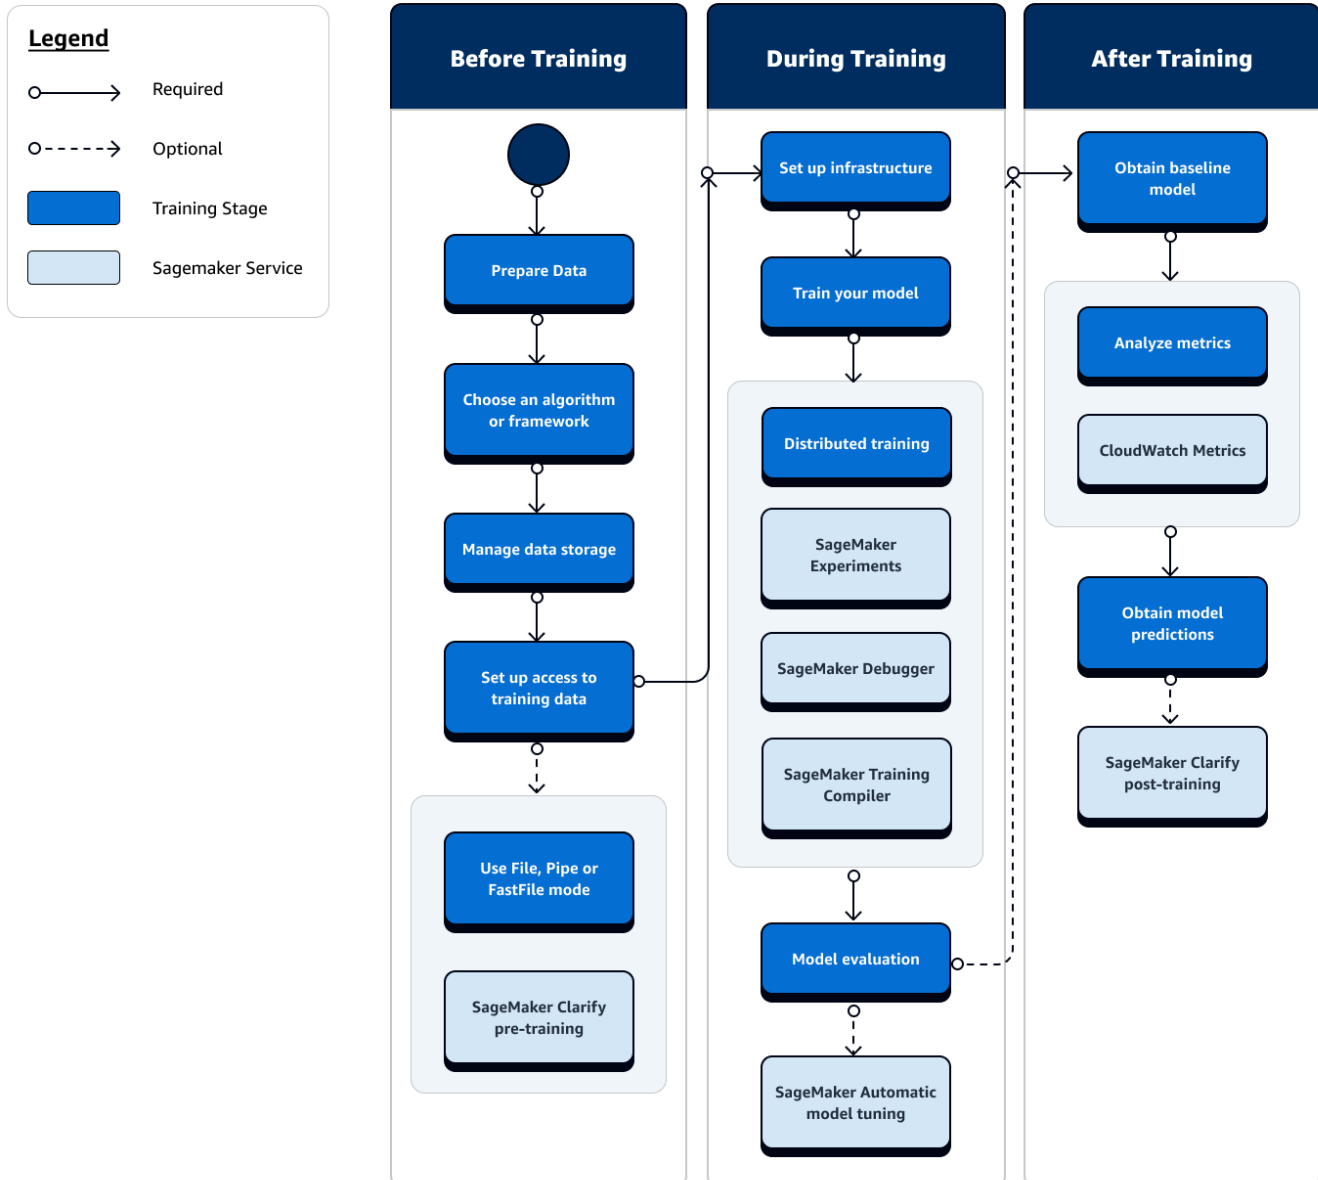 Legend
Required
Optional
Training Stage
Sagemaker Service
Before Training
Prepare Data
Choose an algorithm
or framework
Manage data storage
Set up access to
training data
Use File, Pipe or
FastFile mode
SageMaker Clarify
pre-training
During Training
Set up infrastructure
Train your model
Distributed training
SageMaker
Experiments
SageMaker Debugger
SageMaker Training
Compiler
Model evaluation
SageMaker Automatic
model tuning
After Training
Obtain baseline
model
Analyze metrics
CloudWatch Metrics
Obtain model
predictions
SageMaker Clarify
post-training